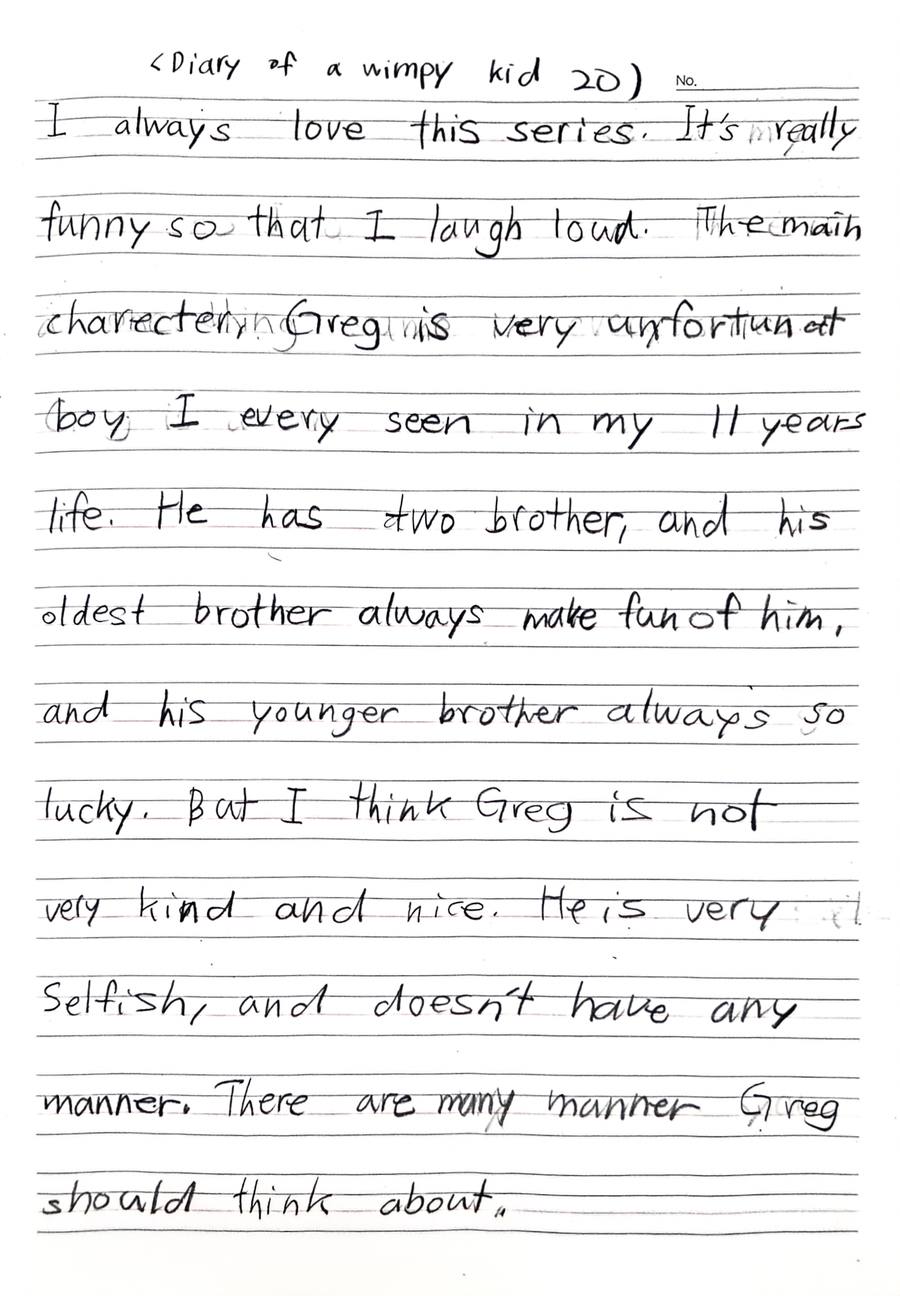 <Diary of a wimpy kid 20)
No.
I always love this series. It's really
funny so that I laugh loud. The main
charecter Greg is very unfortunatt
boy I every seen in my 11 years
life. He has two brother, and his
oldest brother always make fun of him,
and his younger brother always so
lucky. But I think Greg is not
very kind and nice. He is very
Selfish, and doesn't have any
manner. There are many manner Greg
should think about.